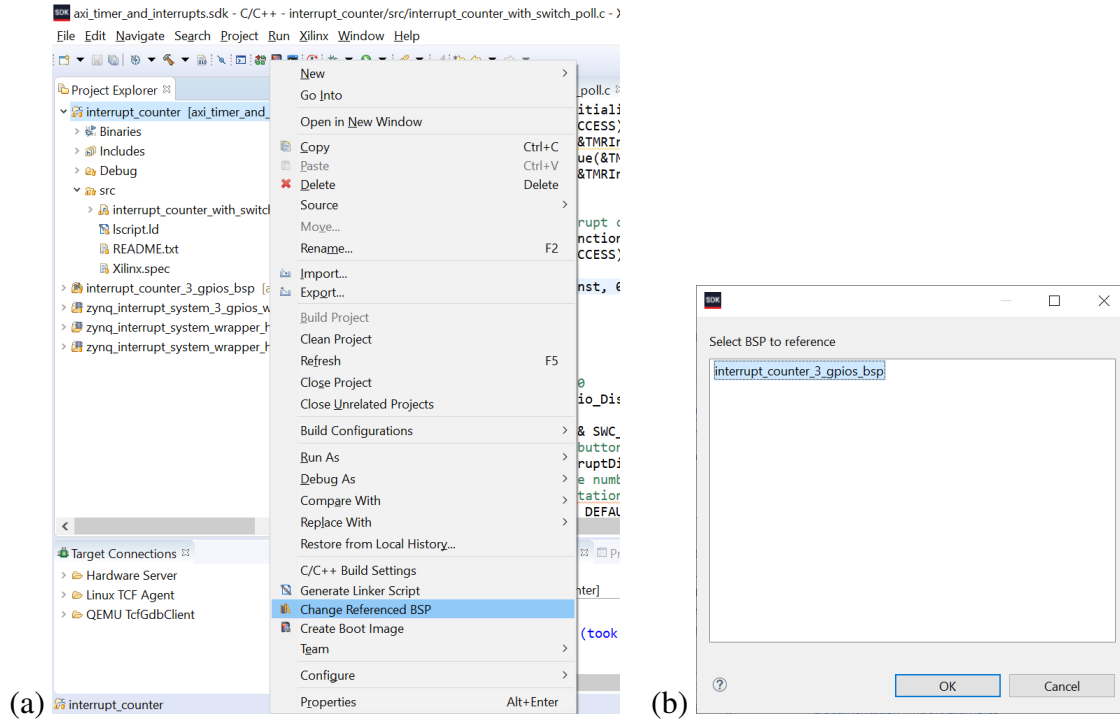 SDK axi_timer_and_interrupts.sdk - C/C++ - interrupt_counter/src/interrupt_counter_with_switch_poll.c - X
File Edit Navigate Search Project Run Xilinx Window Help
Project Explorer
interrupt_counter [axi_timer_and_
Binaries
Includes
Debug
src
interrupt_counter_with_switch
lscript.ld
README.txt
Xilinx.spec
interrupt_counter_3_gpios_bsp [a
zynq_interrupt_system_3_gpios_w
zynq_interrupt_system_wrapper_h
zynq_interrupt_system_wrapper_h
Target Connections
Hardware Server
Linux TCF Agent
QEMU TcfGdbClient
interrupt_counter
New
Go Into
Open in New Window
Copy Ctrl+C
Paste Ctrl+V
Delete Delete
Source
Move...
Rename... F2
Import...
Export...
Build Project
Clean Project
Refresh F5
Close Project
Close Unrelated Projects
Build Configurations
Run As
Debug As
Compare With
Replace With
Restore from Local History...
C/C++ Build Settings
Generate Linker Script
Change Referenced BSP
Create Boot Image
Team
Configure
Properties Alt+Enter
_poll.c
itiali
CCESS)
&TMRIn
ue(&TM
&TMRIr
rupt c
nction
CCESS)
nst, 0
0
io_Dis
& SWC_
button
ruptDi
e numb
tation
DEFAU
Pr
nter]
(took
(a)
SDK
Select BSP to reference
interrupt_counter_3_gpios_bsp
OK Cancel
(b)